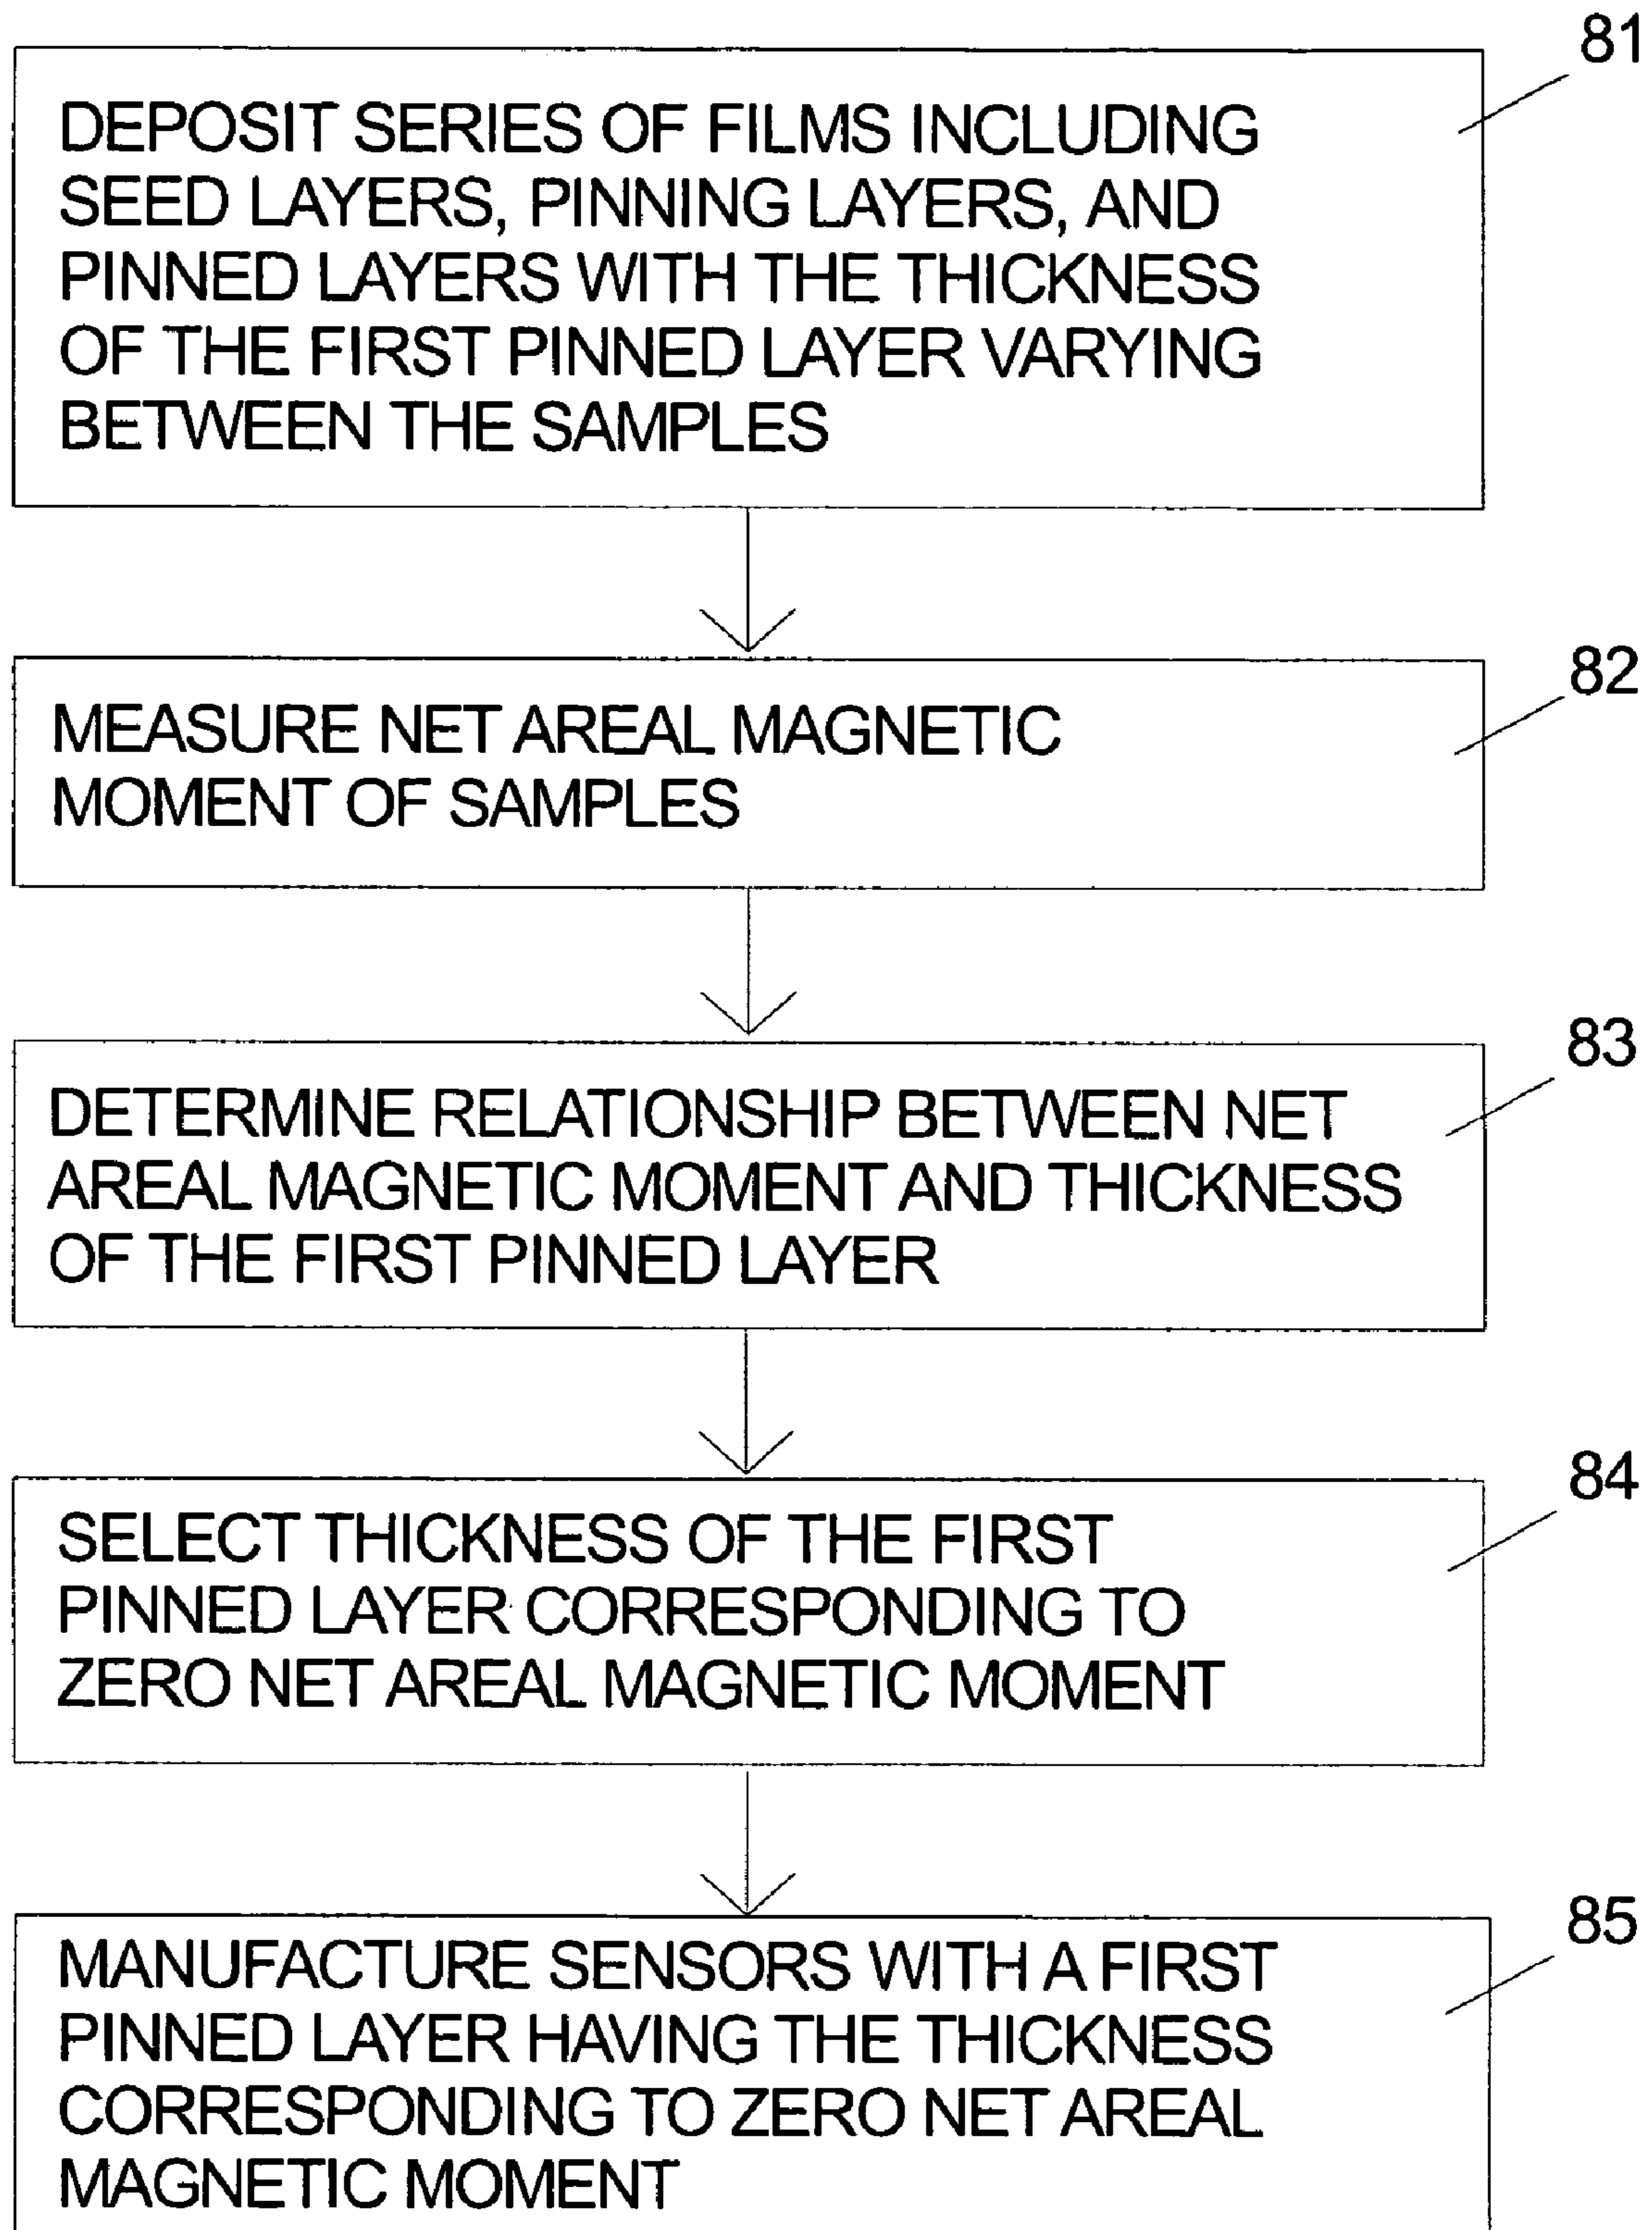 81
DEPOSIT SERIES OF FILMS INCLUDING
SEED LAYERS, PINNING LAYERS, AND
PINNED LAYERS WITH THE THICKNESS
OF THE FIRST PINNED LAYER VARYING
BETWEEN THE SAMPLES
82
MEASURE NET AREAL MAGNETIC
MOMENT OF SAMPLES
83
DETERMINE RELATIONSHIP BETWEEN NET
AREAL MAGNETIC MOMENT AND THICKNESS
OF THE FIRST PINNED LAYER
84
SELECT THICKNESS OF THE FIRST
PINNED LAYER CORRESPONDING TO
ZERO NET AREAL MAGNETIC MOMENT
85
MANUFACTURE SENSORS WITH A FIRST
PINNED LAYER HAVING THE THICKNESS
CORRESPONDING TO ZERO NET AREAL
MAGNETIC MOMENT